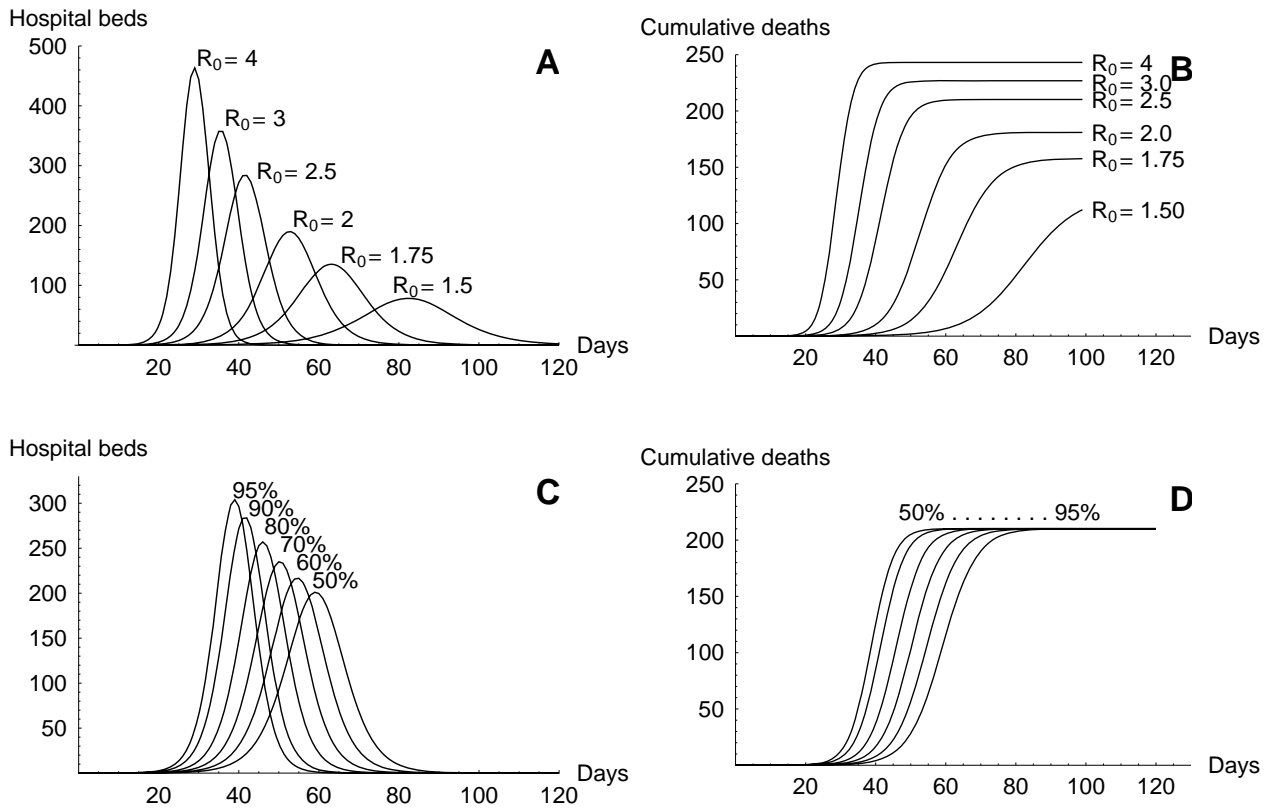 Hospital beds
A
500
400
300
200
100
R0= 4
R0= 3
R0= 2.5
R0= 2
R0= 1.75
R0= 1.5
20 40 60 80 100 120
Days
Cumulative deaths
B
250
200
150
100
50
R0= 4
R0= 3.0
R0= 2.5
R0= 2.0
R0= 1.75
R0= 1.50
20 40 60 80 100 120
Days
Hospital beds
C
300
250
200
150
100
50
95%
90%
80%
70%
60%
50%
20 40 60 80 100 120
Days
Cumulative deaths
D
250
200
150
100
50
50% . . . . . . . . 95%
20 40 60 80 100 120
Days